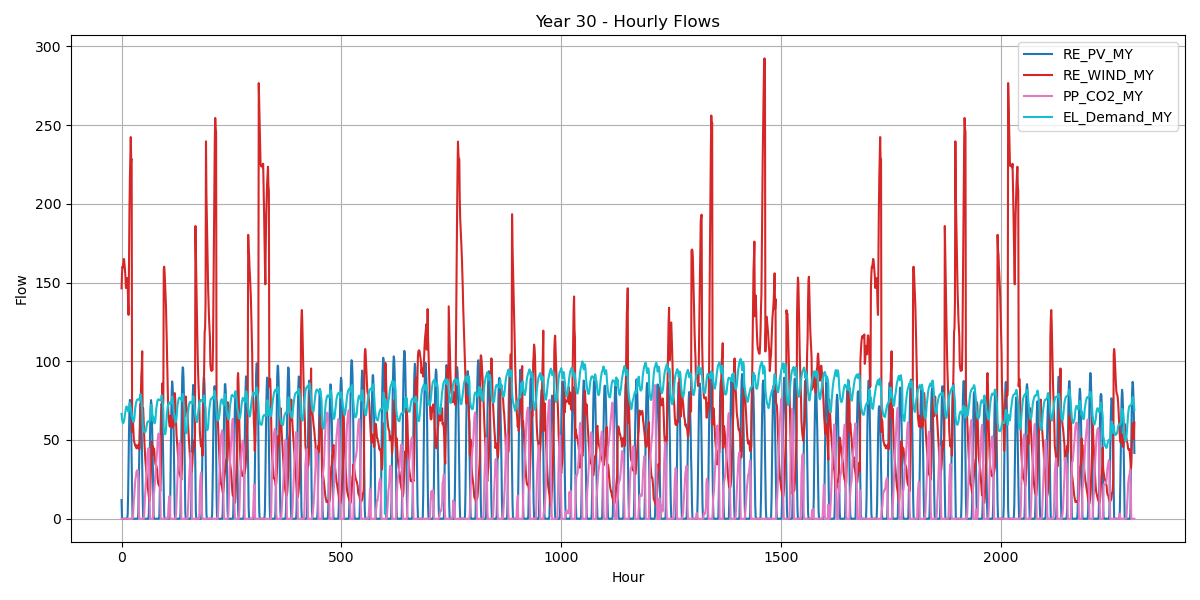 Year 30 - Hourly Flows
RE_PV_MY
RE_WIND_MY
PP_CO2_MY
EL_Demand_MY
Flow
300
250
200
150
100
50
0
0
500
1000
1500
2000
Hour